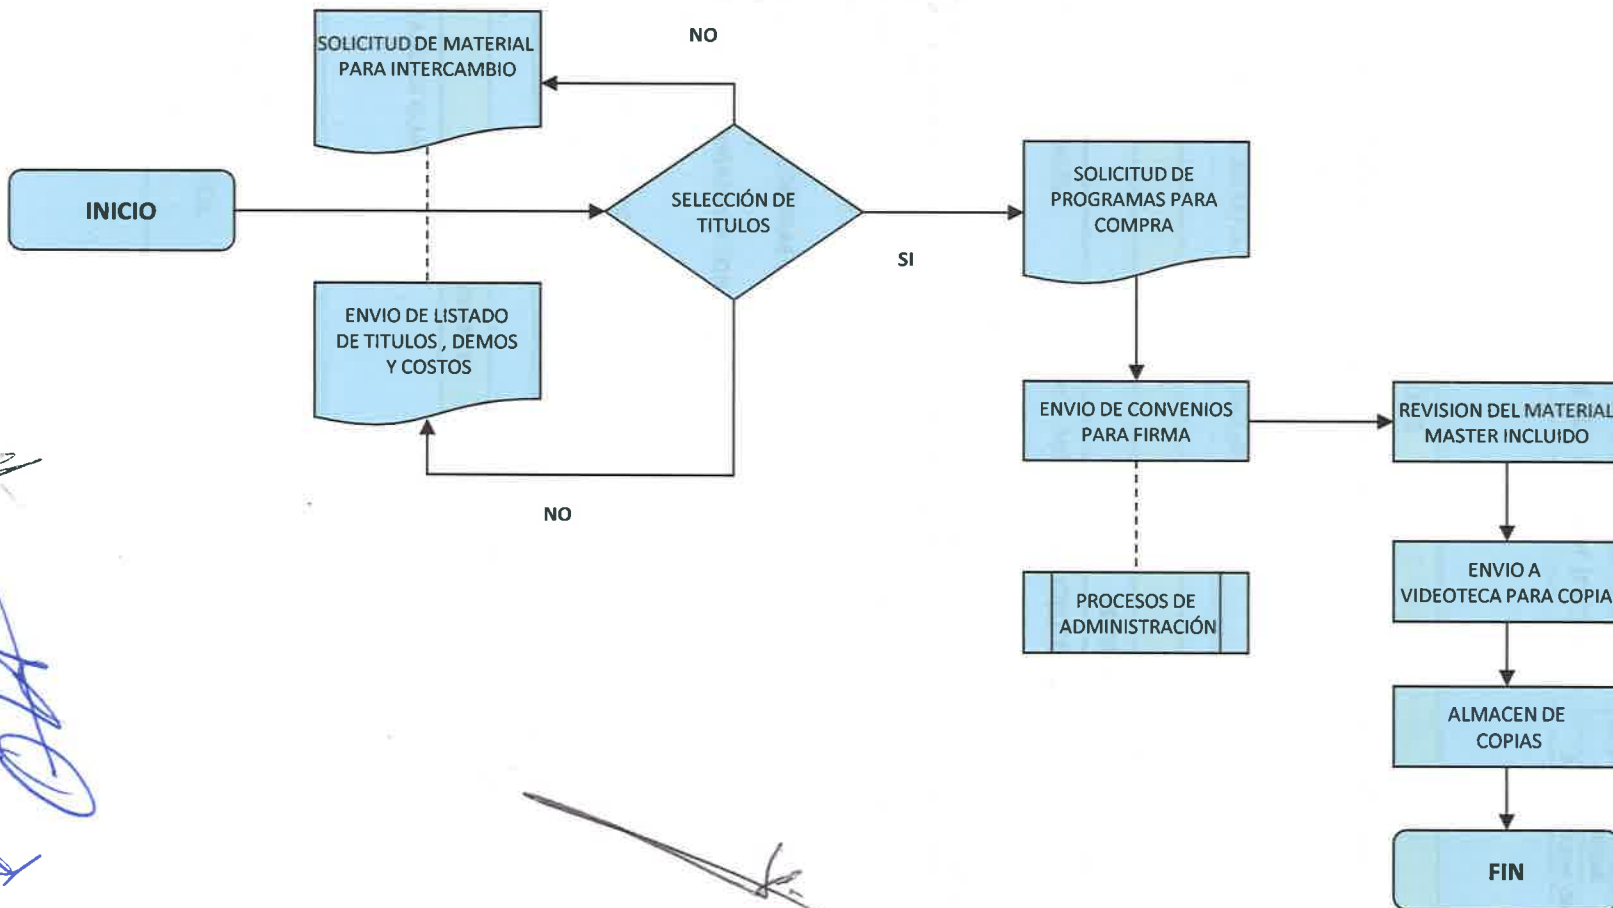 NO
SOLICITUD DE MATERIAL
PARA INTERCAMBIO
INICIO
SELECCIÓN DE
TITULOS
SI
SOLICITUD DE
PROGRAMAS PARA
COMPRA
ENVIO DE LISTADO
DE TITULOS , DEMOS
Y COSTOS
NO
ENVIO DE CONVENIOS
PARA FIRMA
REVISION DEL MATERIAL
MASTER INCLUIDO
PROCESOS DE
ADMINISTRACIÓN
ENVIO A
VIDEOTECA PARA COPIA
ALMACEN DE
COPIAS
FIN